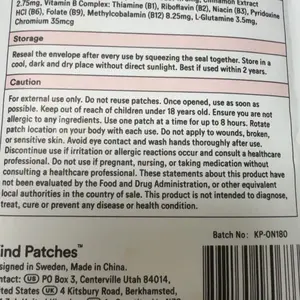 2.75mg, Vitamin B Complex: Thiamine (B1), Riboflavin (B2), Niacin (B3), Pyridoxine
HCl (B6), Folate (B9), Methylcobalamin (B12) 8.25mg, L-Glutamine 3.5mg,
Chromium 35mcg
Storage
Reseal the envelope after every use by squeezing the seal together. Store in a
cool, dark and dry place without direct sunlight. Best if used within 2 years.
Caution
For external use only. Do not reuse patches. Once opened, use as soon as
possible. Keep out of reach of children under 18 years old. Ensure you are not
allergic to any ingredients. Use one patch at a time for up to 8 hours. Rotate
patch location on your body with each use. Do not apply to wounds, broken,
or sensitive skin. Avoid eye contact and wash hands thoroughly after use.
Discontinue use if irritation or allergic reactions occur and consult a healthcare
professional. Do not use if pregnant, nursing, or taking medication without
consulting a healthcare professional. These statements about this product have
not been evaluated by the Food and Drug Administration, or other equivalent
local authorities in the country of sale. This product is not intended to diagnose,
treat, cure or prevent any disease or health condition.
Batch No: KP-0N180
ind Patches™
signed in Sweden, Made in China.
ntact: US PO Box 3, Centerville Utah 84014,
ited States UK 4 Kitsbury Road, Berkhamsted,